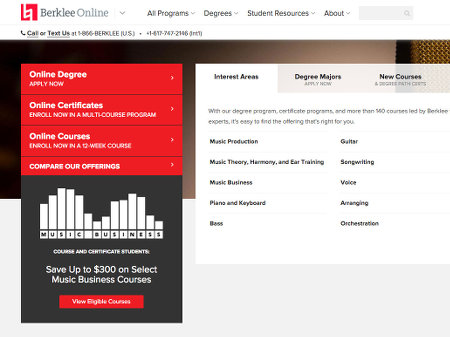 Berklee Online
All Programs
Degrees
Student Resources
About
Call or Text Us at 1-866-BERKLEE (U.S.) • +1-617-747-2146 (Int'l)
Online Degree
APPLY NOW
Online Certificates
ENROLL NOW IN A MULTI-COURSE PROGRAM
Online Courses
ENROLL NOW IN A 12-WEEK COURSE
COMPARE OUR OFFERINGS
MUSIC BUSINESS
COURSE AND CERTIFICATE STUDENTS:
Save Up to $300 on Select
Music Business Courses
View Eligible Courses
Interest Areas
Degree Majors
APPLY NOW
New Courses
& DEGREE PATH CERTS
With our degree program, certificate programs, and more than 140 courses led by Berklee
experts, it's easy to find the offering that's right for you.
Music Production
Guitar
Music Theory, Harmony, and Ear Training
Songwriting
Music Business
Voice
Piano and Keyboard
Arranging
Bass
Orchestration